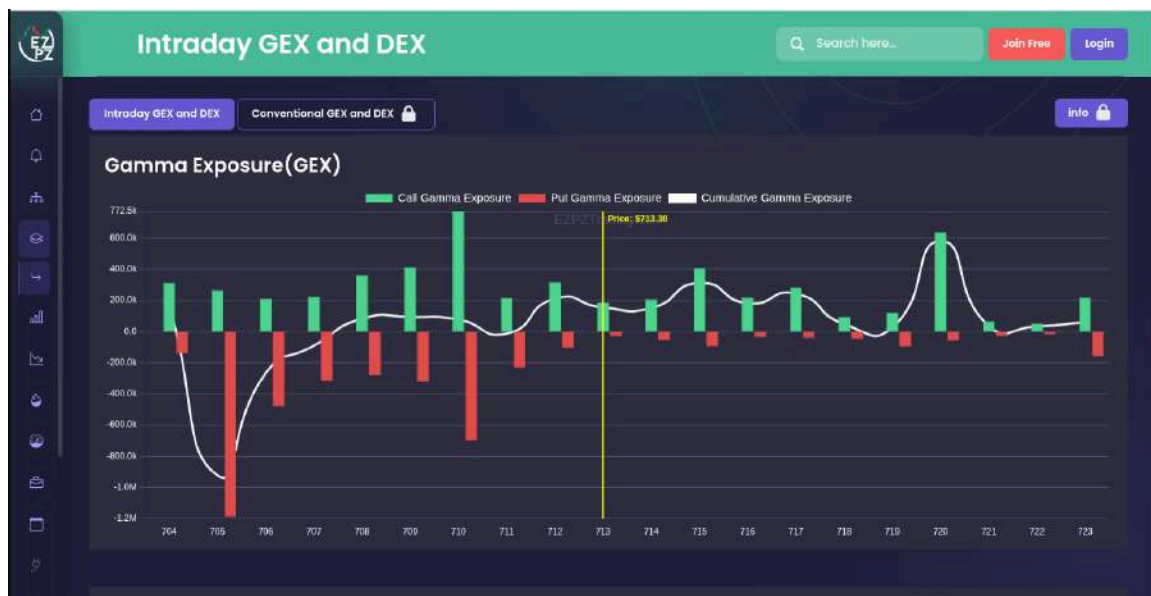 EZ
PZ
Intraday GEX and DEX
Search here...
Join Free
Login
Intraday GEX and DEX
Conventional GEX and DEX
info
Gamma Exposure(GEX)
Call Gamma Exposure
Put Gamma Exposure
Cumulative Gamma Exposure
Price: $713.30
772.5k
600.0k
400.0k
200.0k
0.0
-200.0k
-400.0k
-600.0k
-800.0k
-1.0M
-1.2M
704 705 706 707 708 709 710 711 712 713 714 715 716 717 718 719 720 721 722 723